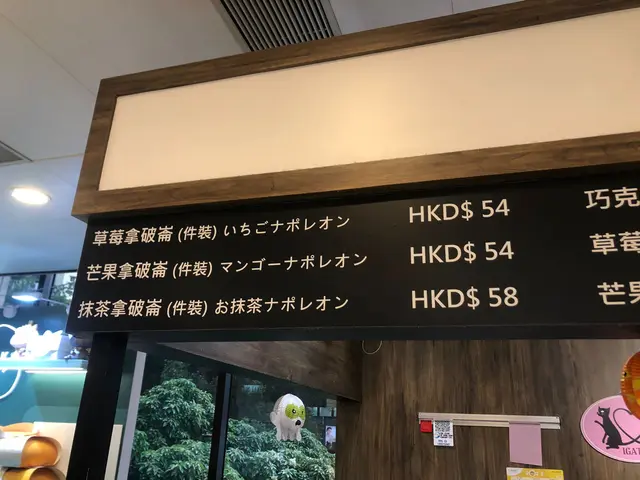 草莓拿破崙 (件裝) いちごナポレオン HKD$ 54 巧克
芒果拿破崙 (件裝) マンゴーナポレオン HKD$ 54 草莓
抹茶拿破崙 (件裝) お抹茶ナポレオン HKD$ 58 芒果
IGAT